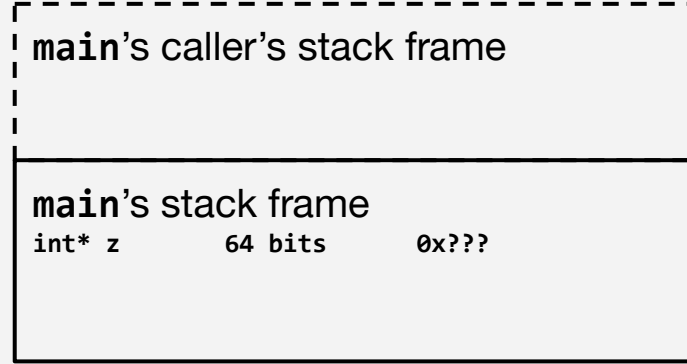 main’s caller’s stack frame
main’s stack frame
int* z 64 bits 0x???